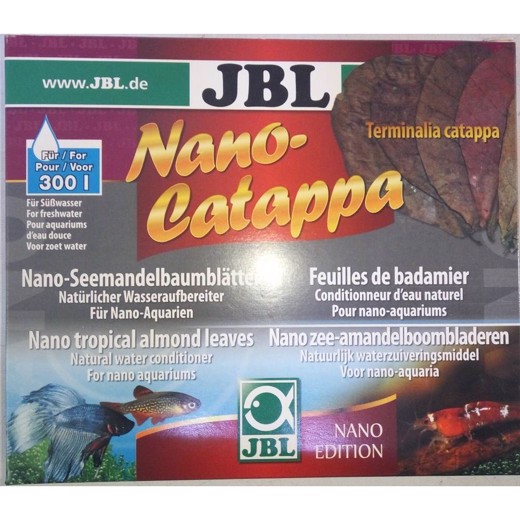 www.JBL.de
JBL
Terminalia catappa
Nano-
Catappa
Für / For
Pour / Voor
300 l
Für Süßwasser
For freshwater
Pour aquariums
d'eau douce
Voor zoet water
Nano-Seemandelbaumblätter
Natürlicher Wasseraufbereiter
Für Nano-Aquarien
Feuilles de badamier
Conditionneur d'eau naturel
Pour nano-aquariums
Nano tropical almond leaves
Natural water conditioner
For nano aquariums
Nano zee-amandelboombladeren
Natuurlijk waterzuiveringsmiddel
Voor nano-aquaria
JBL
NANO
EDITION